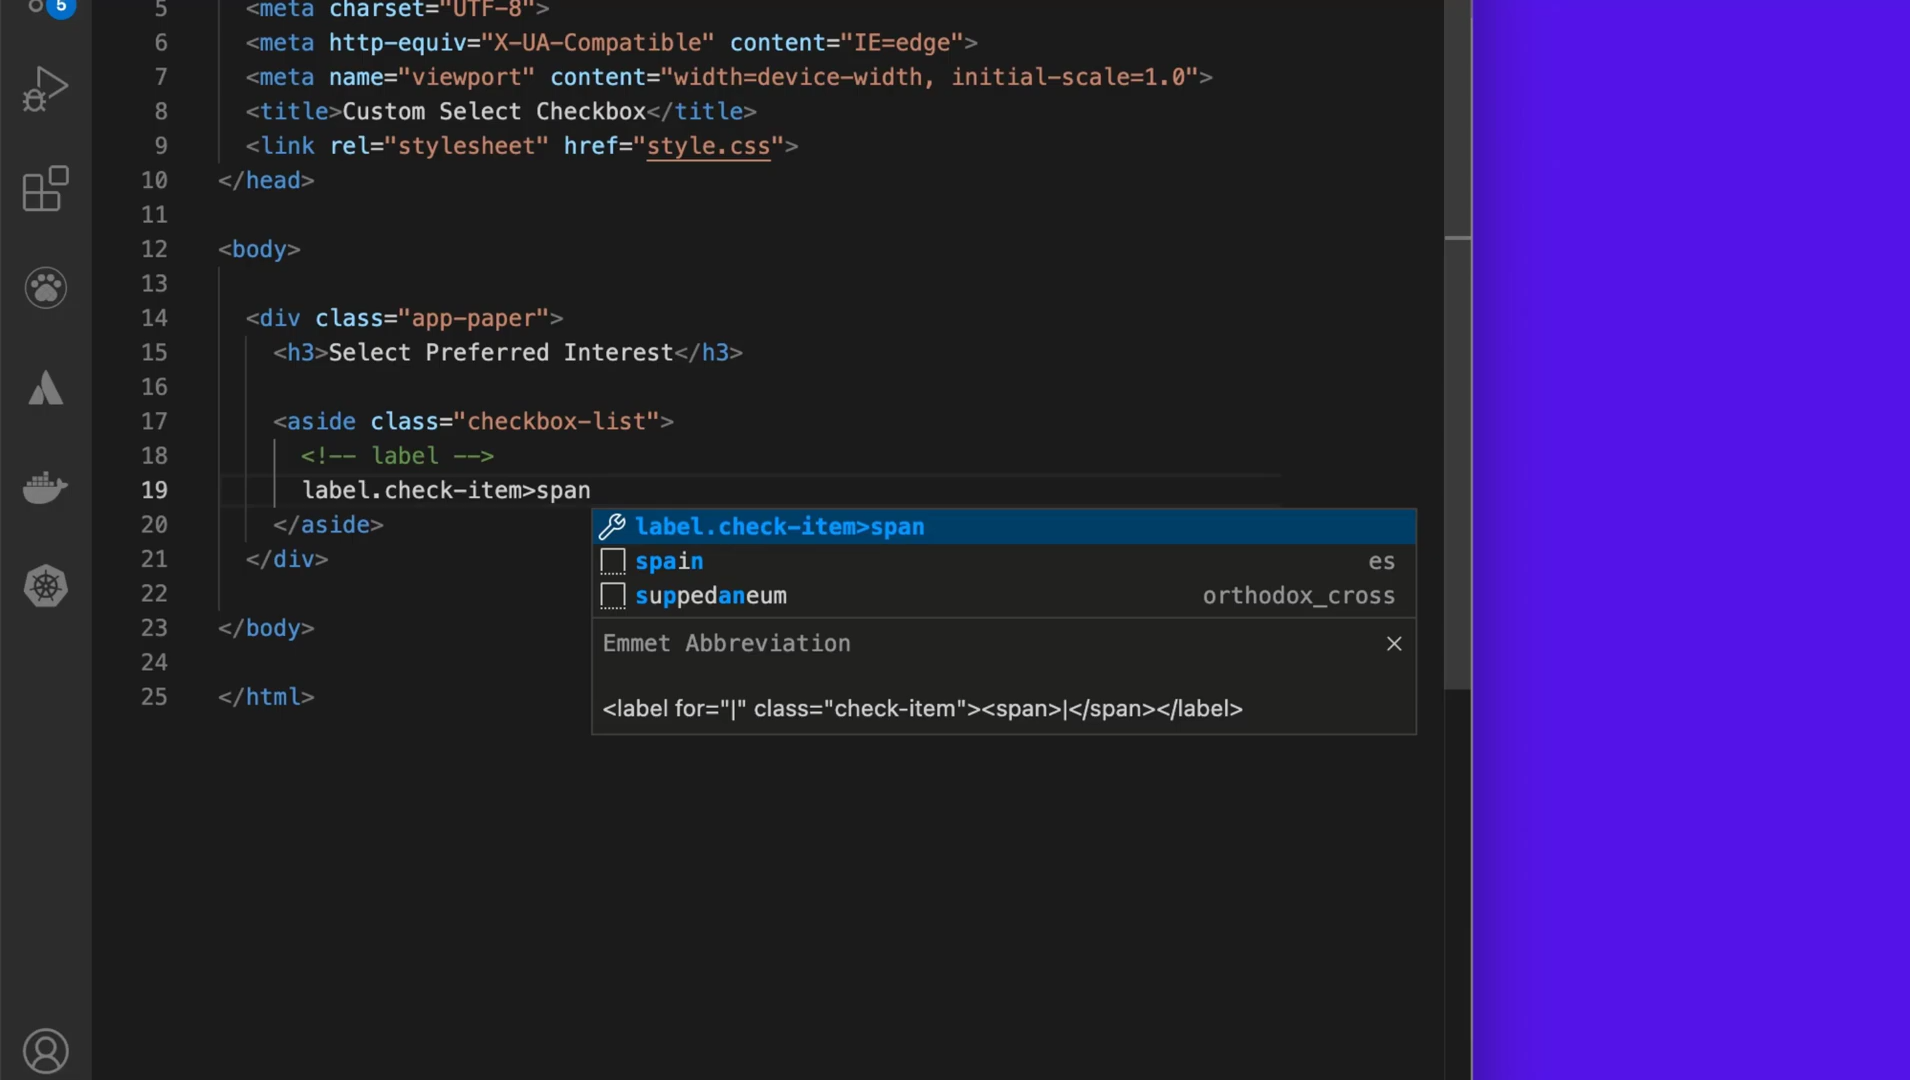 5
5 <meta charset="UTF-8">
6 <meta http-equiv="X-UA-Compatible" content="IE=edge">
7 <meta name="viewport" content="width=device-width, initial-scale=1.0">
8 <title>Custom Select Checkbox</title>
9 <link rel="stylesheet" href="style.css">
10 </head>
11
12 <body>
13
14 <div class="app-paper">
15 <h3>Select Preferred Interest</h3>
16
17 <aside class="checkbox-list">
18 <!-- label -->
19 label.check-item>span
20 </aside>
21 </div>
22
23 </body>
24
25 </html>
label.check-item>span
spain es
suppedaneum orthodox_cross
Emmet Abbreviation
<label for="|" class="check-item"><span>|</span></label>